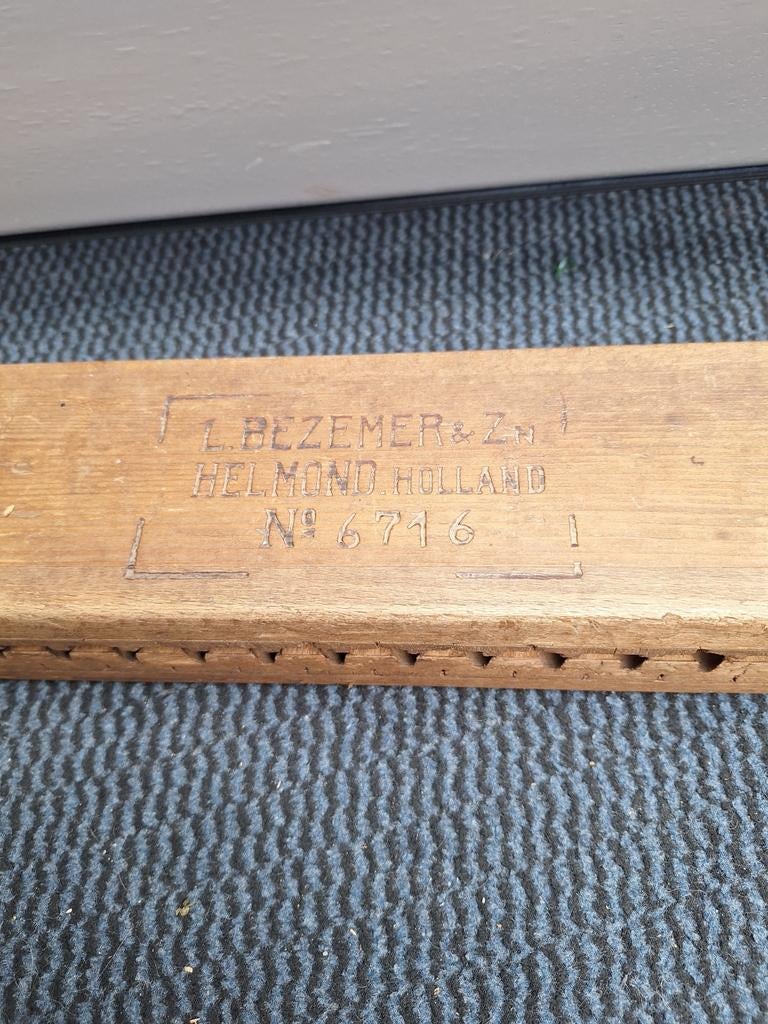 L. BEZEMER & ZN
HELMOND. HOLLAND
Nº 6716